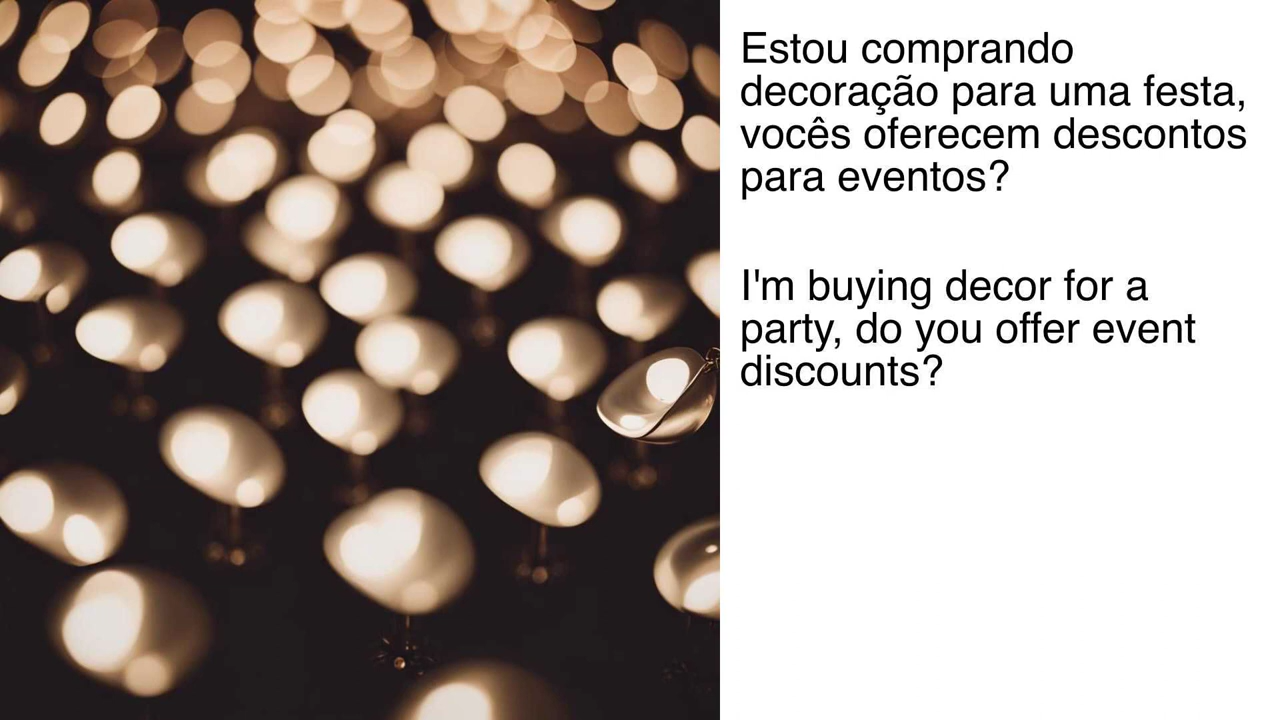 Estou comprando
decoração para uma festa,
vocês oferecem descontos
para eventos?
I'm buying decor for a
party, do you offer event
discounts?